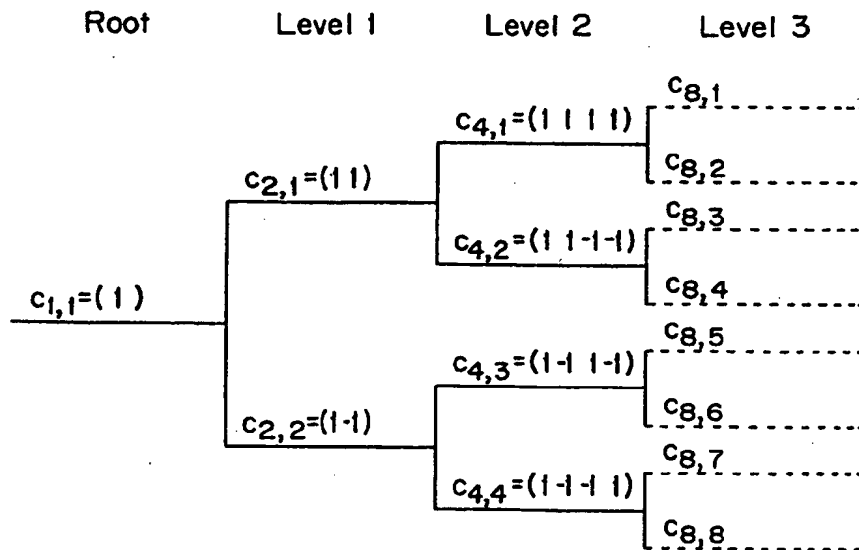 Root Level 1 Level 2 Level 3
c8,1
c4,1=(1 1 1 1)
c8,2
c2,1=(1 1)
c8,3
c4,2=(1 1-1-1)
c8,4
c1,1=(1)
c8,5
c4,3=(1-1 1-1)
c8,6
c2,2=(1-1)
c8,7
c4,4=(1-1-1 1)
c8,8